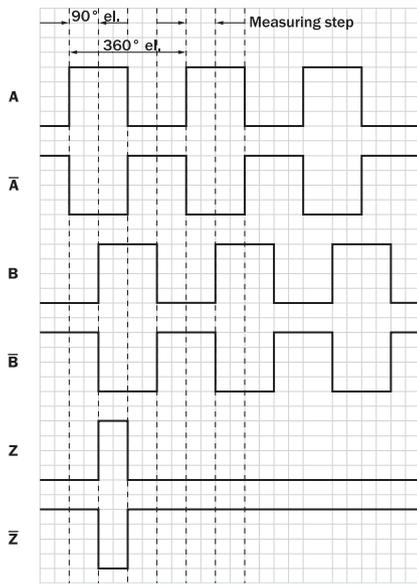 90° el.
Measuring step
360° el.
A
A̅
B
B̅
Z
Z̅